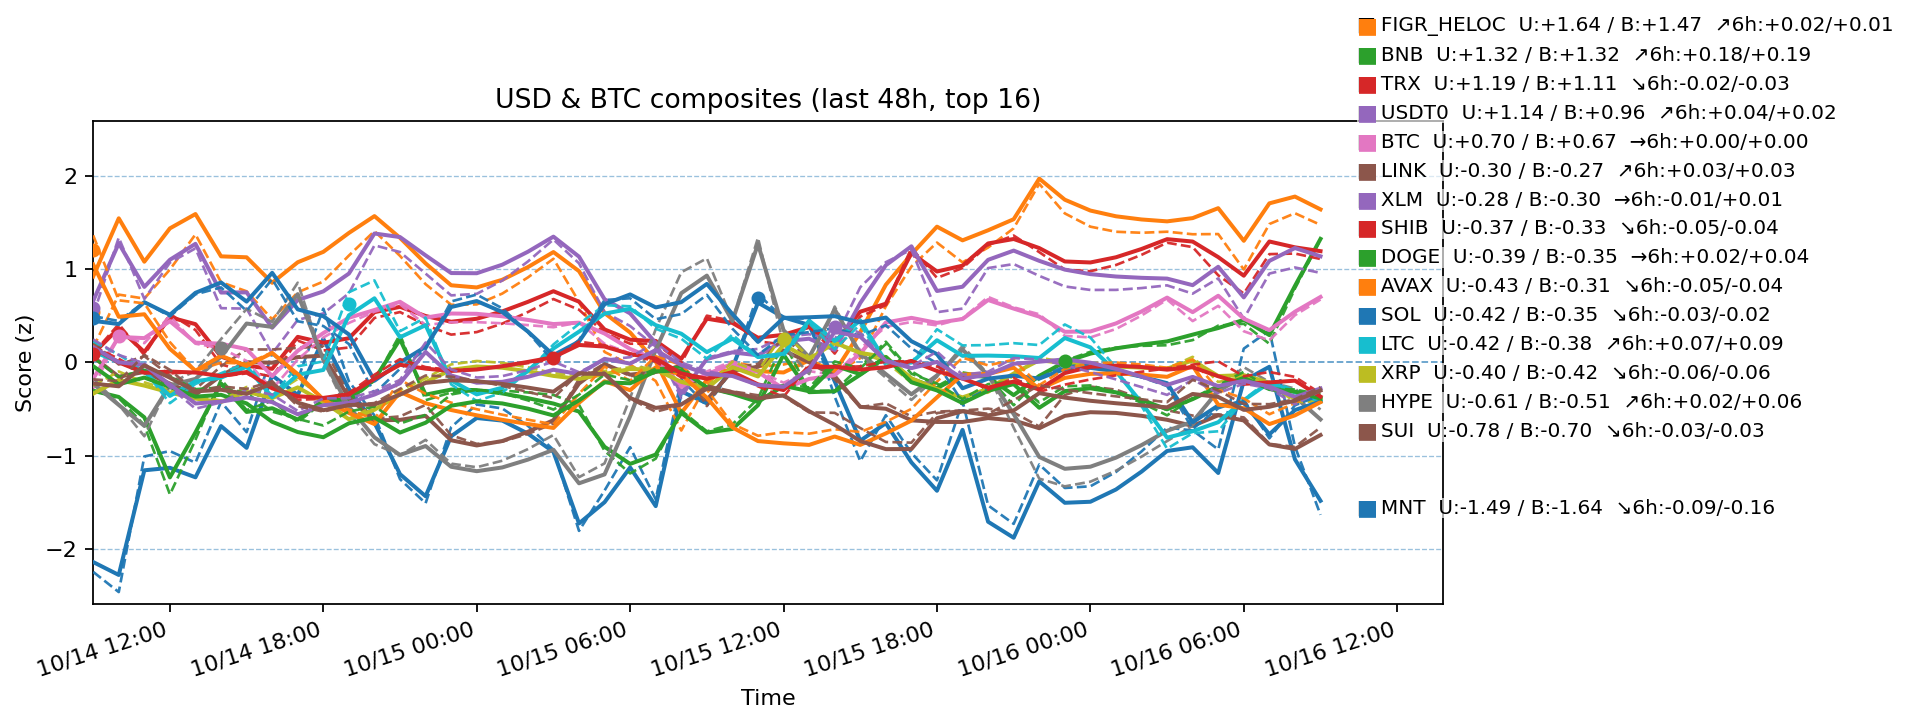 FIGR_HELOC  U:+1.64 / B:+1.47  ↗6h:+0.02/+0.01
BNB  U:+1.32 / B:+1.32  ↗6h:+0.18/+0.19
TRX  U:+1.19 / B:+1.11  ↘6h:-0.02/-0.03
USDT0  U:+1.14 / B:+0.96  ↗6h:+0.04/+0.02
BTC  U:+0.70 / B:+0.67  →6h:+0.00/+0.00
LINK  U:-0.30 / B:-0.27  ↗6h:+0.03/+0.03
XLM  U:-0.28 / B:-0.30  →6h:-0.01/+0.01
SHIB  U:-0.37 / B:-0.33  ↘6h:-0.05/-0.04
DOGE  U:-0.39 / B:-0.35  →6h:+0.02/+0.04
AVAX  U:-0.43 / B:-0.31  ↘6h:-0.05/-0.04
SOL  U:-0.42 / B:-0.35  ↘6h:-0.03/-0.02
LTC  U:-0.42 / B:-0.38  ↗6h:+0.07/+0.09
XRP  U:-0.40 / B:-0.42  ↘6h:-0.06/-0.06
HYPE  U:-0.61 / B:-0.51  ↗6h:+0.02/+0.06
SUI  U:-0.78 / B:-0.70  ↘6h:-0.03/-0.03
MNT  U:-1.49 / B:-1.64  ↘6h:-0.09/-0.16
USD & BTC composites (last 48h, top 16)
Score (z)
2
1
0
−1
−2
10/14 12:00
10/14 18:00
10/15 00:00
10/15 06:00
10/15 12:00
10/15 18:00
10/16 00:00
10/16 06:00
10/16 12:00
Time